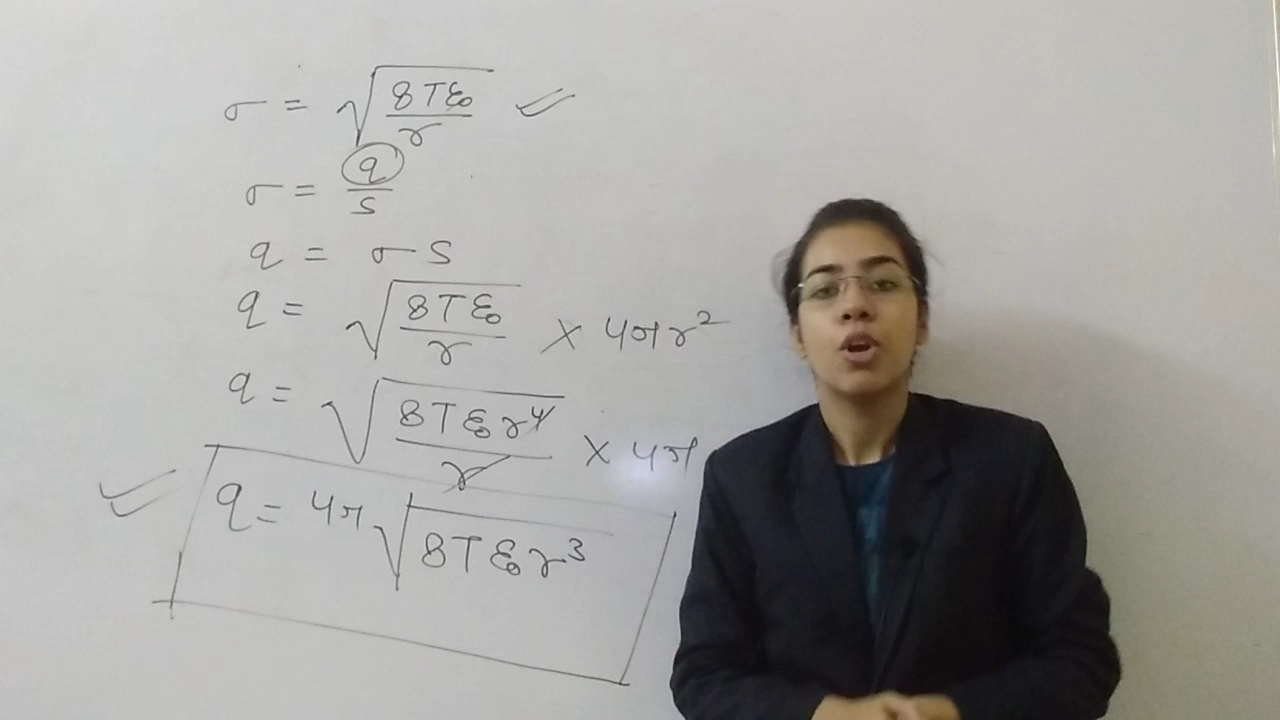 σ = √(8Tε₀/r) ✓
σ = q/s
q = σ s
q = √(8Tε₀/r) × 4πr²
q = √(8Tε₀r⁴/r) × 4π
q = 4π √(8Tε₀r³)